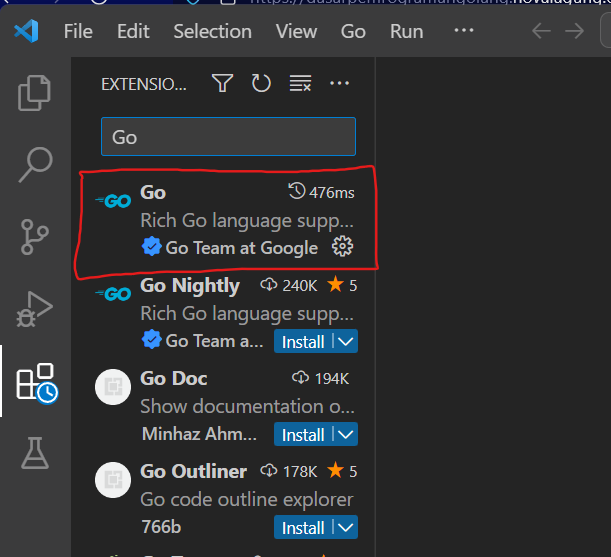 https://dasarpemrogramangolang.novalagung.
File Edit Selection View Go Run ···
EXTENSIO... ···
Go
GO Go 476ms
Rich Go language supp...
Go Team at Google
GO Go Nightly 240K 5
Rich Go language supp...
Go Team a... Install
Go Doc 194K
Show documentation o...
Minhaz Ahm... Install
Go Outliner 178K 5
Go code outline explorer
766b Install